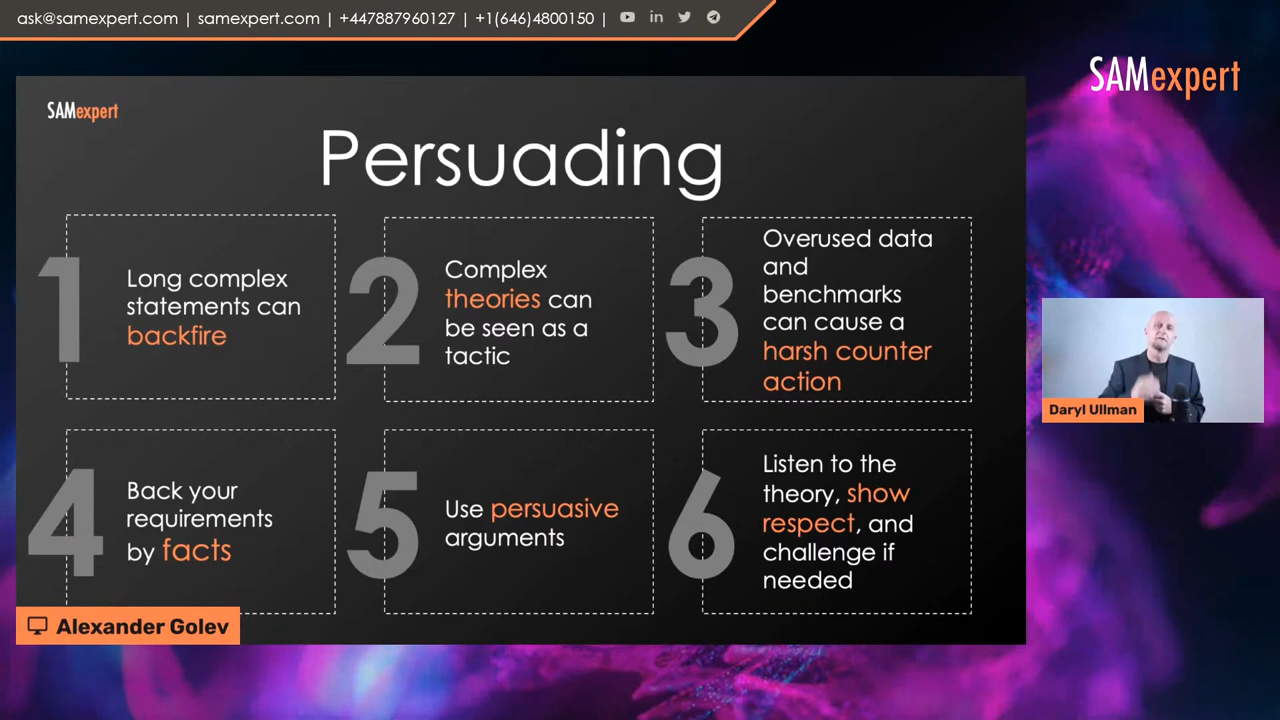 ask@samexpert.com | samexpert.com | +447887960127 | +1(646)4800150 |
SAMexpert
SAMexpert
Persuading
1
Long complex
statements can
backfire
2
Complex
theories can
be seen as a
tactic
3
Overused data
and
benchmarks
can cause a
harsh counter
action
Daryl Ullman
4
Back your
requirements
by facts
5
Use persuasive
arguments
6
Listen to the
theory, show
respect, and
challenge if
needed
Alexander Golev